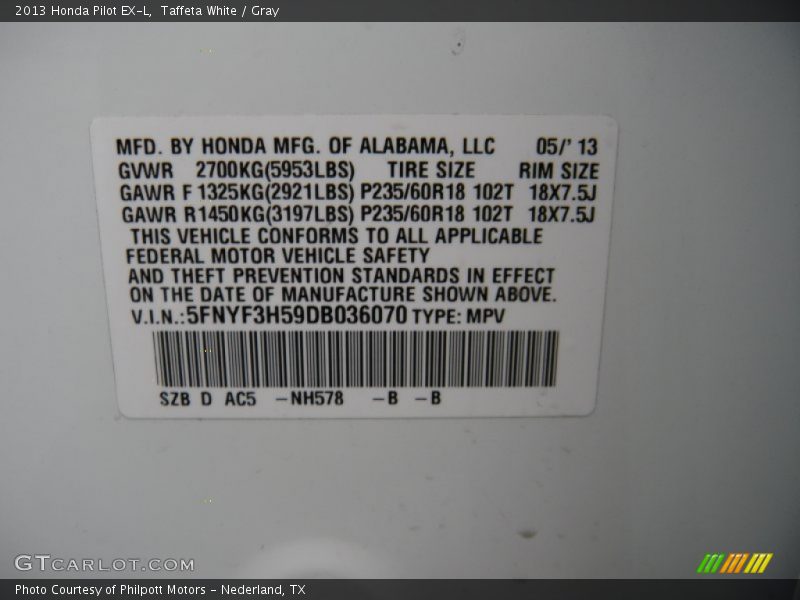 2013 Honda Pilot EX-L,  Taffeta White / Gray
MFD. BY HONDA MFG. OF ALABAMA, LLC 05/' 13
GVWR 2700KG(5953LBS) TIRE SIZE RIM SIZE
GAWR F 1325KG(2921LBS) P235/60R18 102T 18X7.5J
GAWR R1450KG(3197LBS) P235/60R18 102T 18X7.5J
THIS VEHICLE CONFORMS TO ALL APPLICABLE
FEDERAL MOTOR VEHICLE SAFETY
AND THEFT PREVENTION STANDARDS IN EFFECT
ON THE DATE OF MANUFACTURE SHOWN ABOVE.
V.I.N.:5FNYF3H59DB036070 TYPE: MPV
SZB D AC5 -NH578 -B -B
GTCARLOT.COM
Photo Courtesy of Philpott Motors - Nederland, TX